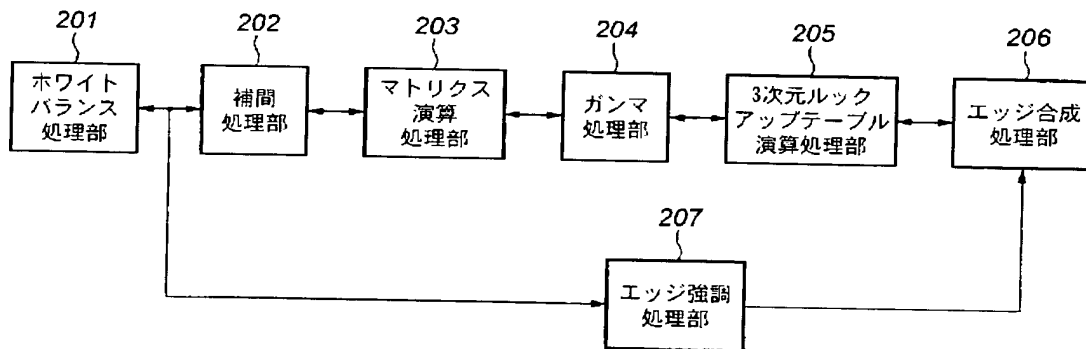 201
ホワイト
バランス
処理部
202
補間
処理部
203
マトリクス
演算
処理部
204
ガンマ
処理部
205
3次元ルック
アップテーブル
演算処理部
206
エッジ合成
処理部
207
エッジ強調
処理部